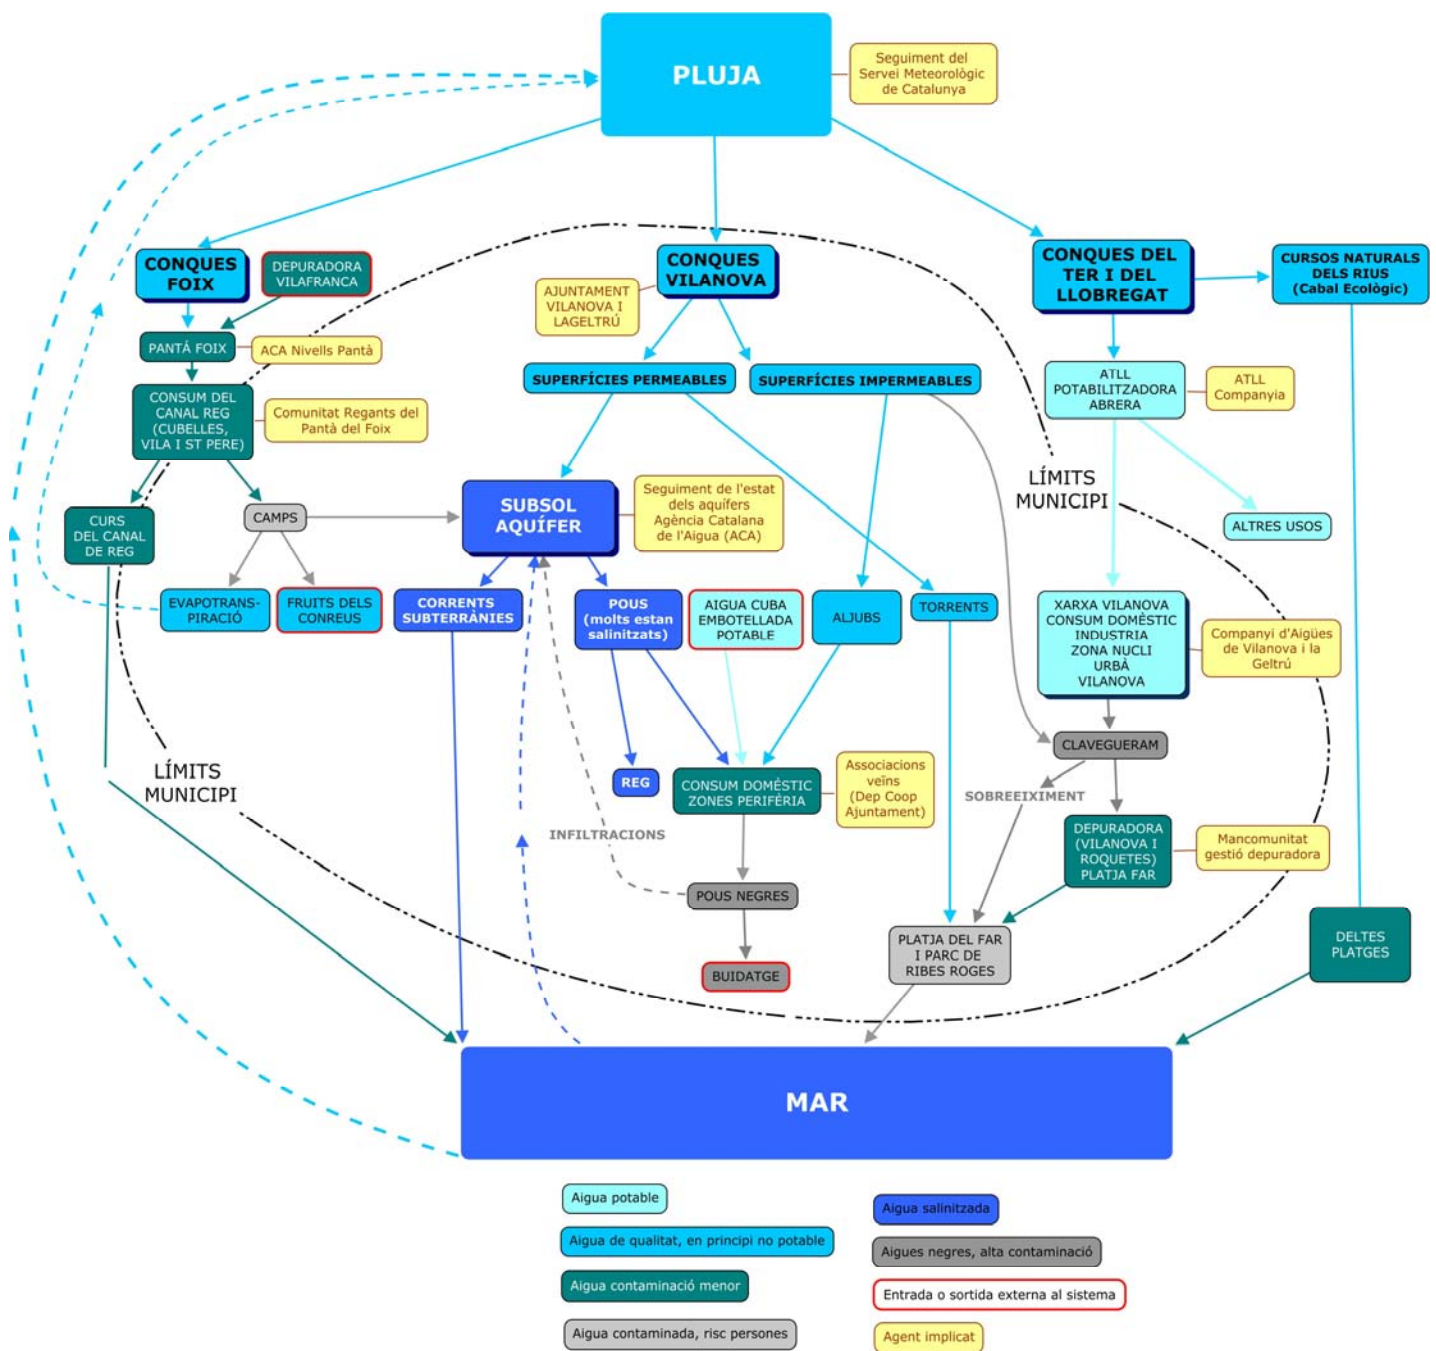 PLUJA
Seguiment del
Servei Meteorològic
de Catalunya
CONQUES
FOIX
DEPURADORA
VILAFRANCA
CONQUES
VILANOVA
CONQUES DEL
TER I DEL
LLOBREGAT
CURSOS NATURALS
DELS RIUS
(Cabal Ecològic)
AJUNTAMENT
VILANOVA I
LAGELTRÚ
PANTÁ FOIX
ACA Nivells Pantà
SUPERFÍCIES PERMEABLES
SUPERFÍCIES IMPERMEABLES
ATLL
POTABILITZADORA
ABRERA
ATLL
Companyia
CONSUM DEL
CANAL REG
(CUBELLES,
VILA I ST PERE)
Comunitat Regants del
Pantà del Foix
LÍMITS
MUNICIPI
CURS
DEL CANAL
DE REG
CAMPS
SUBSOL
AQUÍFER
Seguiment de l'estat
dels aquífers
Agència Catalana
de l'Aigua (ACA)
ALTRES USOS
EVAPOTRANS-
PIRACIÓ
FRUITS DELS
CONREUS
CORRENTS
SUBTERRÀNIES
POUS
(molts estan
salinitzats)
AIGUA CUBA
EMBOTELLADA
POTABLE
ALJUBS
TORRENTS
XARXA VILANOVA
CONSUM DOMÈSTIC
INDUSTRIA
ZONA NUCLI
URBÀ
VILANOVA
Companyi d'Aigües
de Vilanova i la
Geltrú
CLAVEGUERAM
LÍMITS
MUNICIPI
REG
CONSUM DOMÈSTIC
ZONES PERIFÉRIA
Associacions
veïns
(Dep Coop
Ajuntament)
SOBREEIXIMENT
INFILTRACIONS
DEPURADORA
(VILANOVA I
ROQUETES)
PLATJA FAR
Mancomunitat
gestió depuradora
POUS NEGRES
PLATJA DEL FAR
I PARC DE
RIBES ROGES
DELTES
PLATGES
BUIDATGE
MAR
Aigua potable
Aigua salinitzada
Aigua de qualitat, en principi no potable
Aigues negres, alta contaminació
Aigua contaminació menor
Entrada o sortida externa al sistema
Aigua contaminada, risc persones
Agent implicat